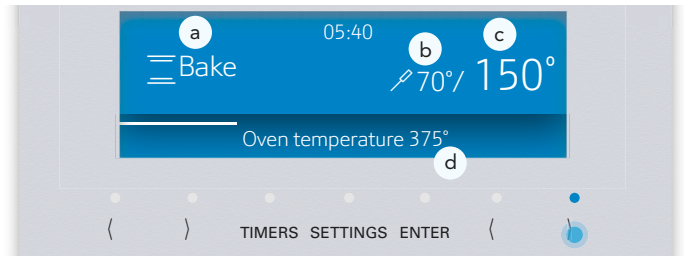 a
05:40
b
c
Bake
70°/ 150°
Oven temperature 375°
d
〈 〉 TIMERS SETTINGS ENTER 〈 〉